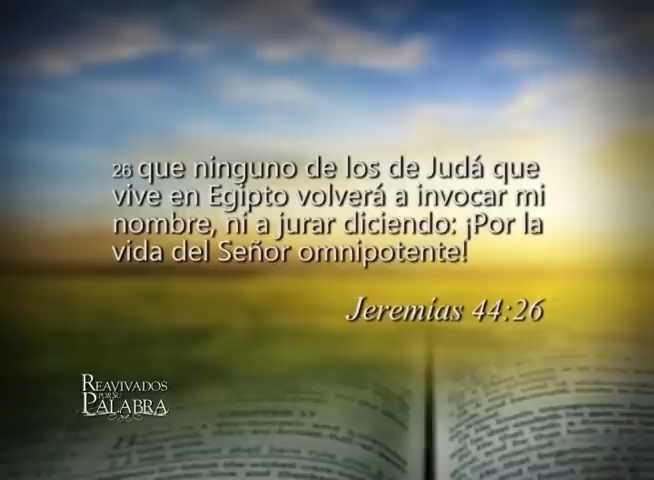 26 que ninguno de los de Judá que
vive en Egipto volverá a invocar mi
nombre, ni a jurar diciendo: ¡Por la
vida del Señor omnipotente!
Jeremías 44:26
REAVIVADOS
POR SU
PALABRA